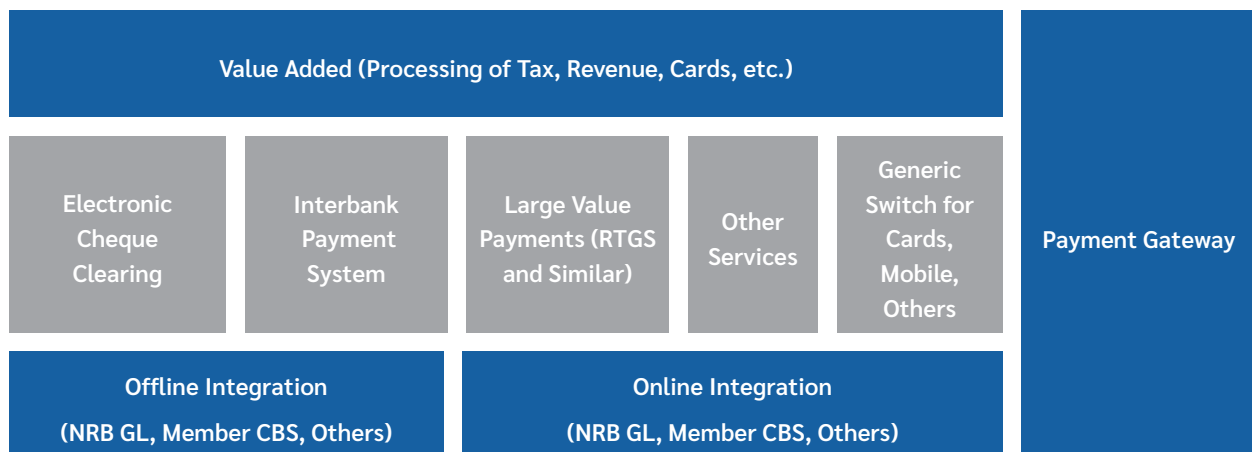 Value Added (Processing of Tax, Revenue, Cards, etc.)
Electronic
Cheque
Clearing
Interbank
Payment
System
Large Value
Payments (RTGS
and Similar)
Other
Services
Generic
Switch for
Cards,
Mobile,
Others
Payment Gateway
Offline Integration
(NRB GL, Member CBS, Others)
Online Integration
(NRB GL, Member CBS, Others)